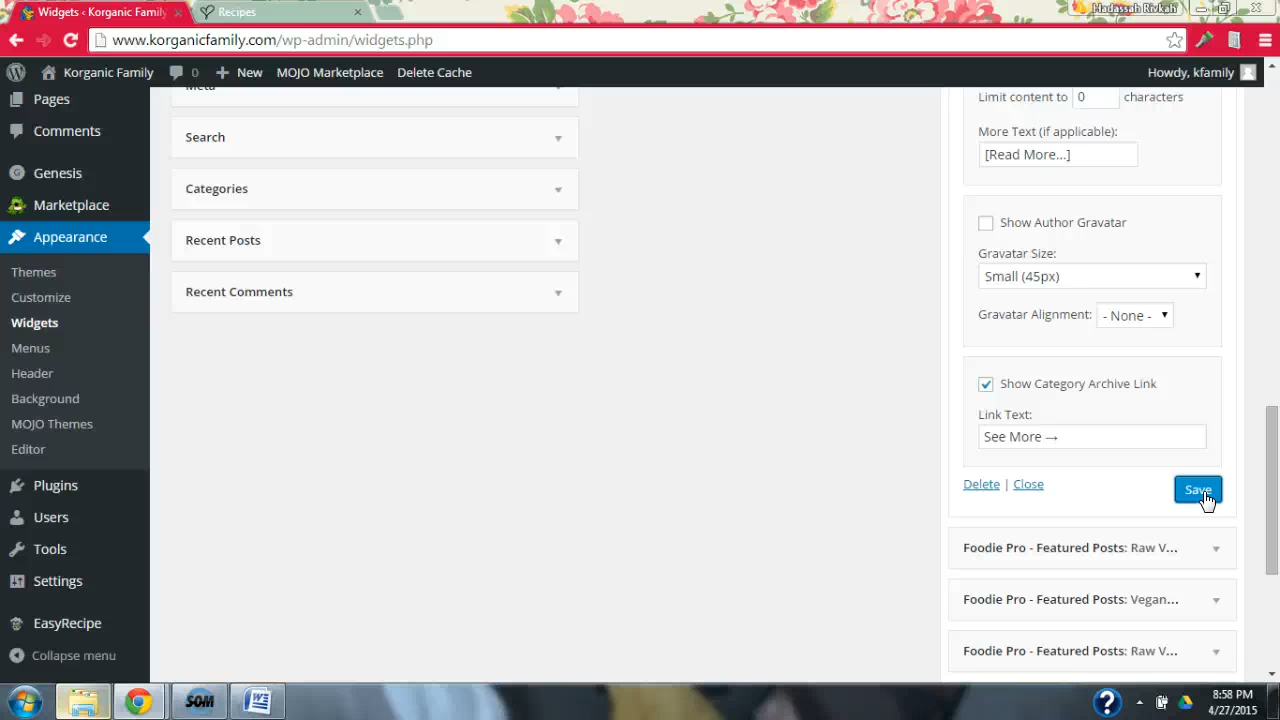 Widgets ‹ Korganic Family
Recipes
Hadassah Rivkah
www.korganicfamily.com/wp-admin/widgets.php
Korganic Family
0
New
MOJO Marketplace
Delete Cache
Howdy, kfamily
Pages
Comments
Genesis
Marketplace
Appearance
Themes
Customize
Widgets
Menus
Header
Background
MOJO Themes
Editor
Plugins
Users
Tools
Settings
EasyRecipe
Collapse menu
Meta
Search
Categories
Recent Posts
Recent Comments
Limit content to 0 characters
More Text (if applicable):
[Read More...]
Show Author Gravatar
Gravatar Size:
Small (45px)
Gravatar Alignment: - None -
Show Category Archive Link
Link Text:
See More →
Delete | Close
Save
Foodie Pro - Featured Posts: Raw V...
Foodie Pro - Featured Posts: Vegan...
Foodie Pro - Featured Posts: Raw V...
SOM
8:58 PM
4/27/2015